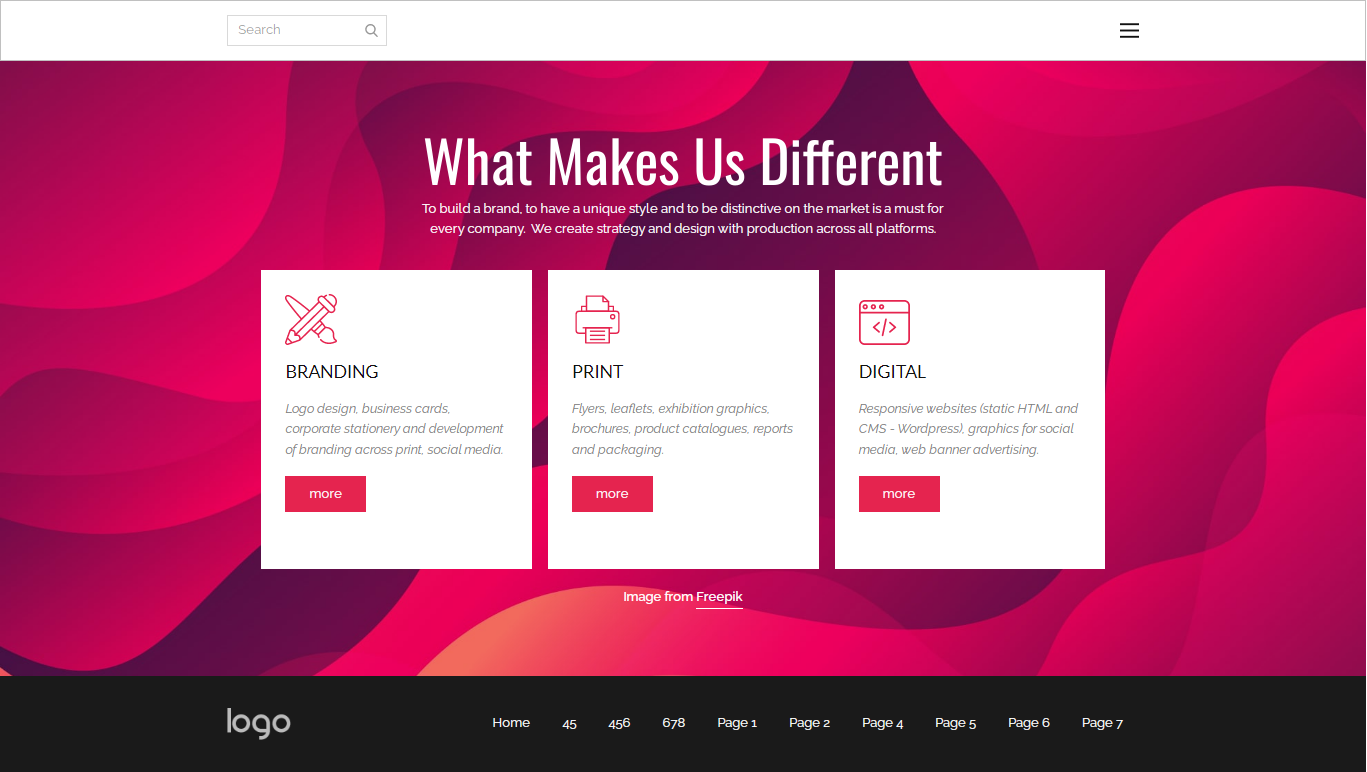 Search
What Makes Us Different
To build a brand, to have a unique style and to be distinctive on the market is a must for
every company.  We create strategy and design with production across all platforms.
BRANDING
Logo design, business cards,
corporate stationery and development
of branding across print, social media.
more
PRINT
Flyers, leaflets, exhibition graphics,
brochures, product catalogues, reports
and packaging.
more
DIGITAL
Responsive websites (static HTML and
CMS - Wordpress), graphics for social
media, web banner advertising.
more
Image from Freepik
logo
Home 45 456 678 Page 1 Page 2 Page 4 Page 5 Page 6 Page 7